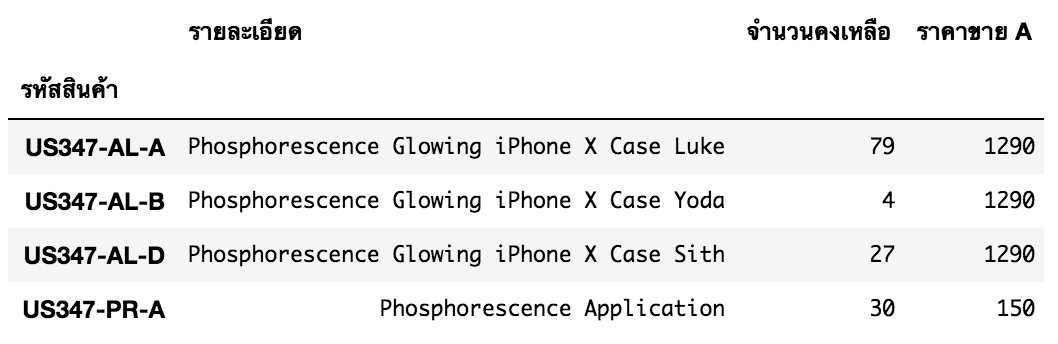 รายละเอียด จำนวนคงเหลือ ราคาขาย A
รหัสสินค้า
US347-AL-A Phosphorescence Glowing iPhone X Case Luke 79 1290
US347-AL-B Phosphorescence Glowing iPhone X Case Yoda 4 1290
US347-AL-D Phosphorescence Glowing iPhone X Case Sith 27 1290
US347-PR-A Phosphorescence Application 30 150